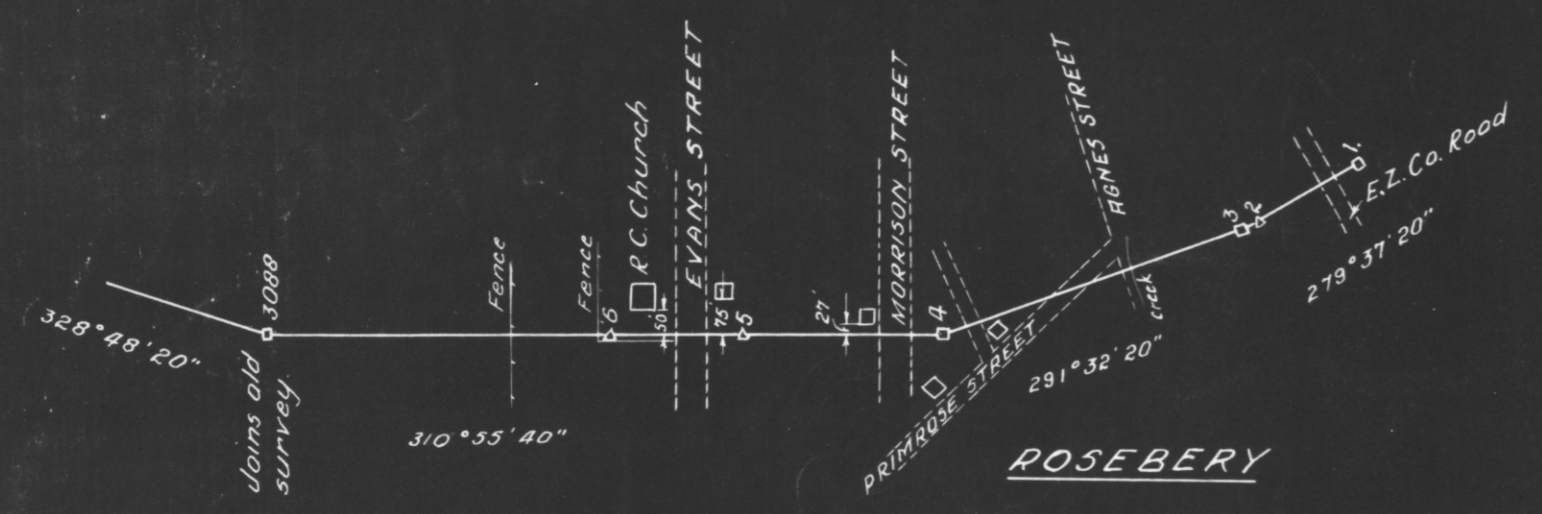 328°48'20"
Joins old
survey.
3088
310°55'40"
Fence
Fence
6
R.C. Church
50'
EVANS STREET
75'
5
27'
MORRISON STREET
4
PRIMROSE STREET
AGNES STREET
creek
291°32'20"
3
2
1.
E.Z. Co. Road
279°37'20"
ROSEBERY